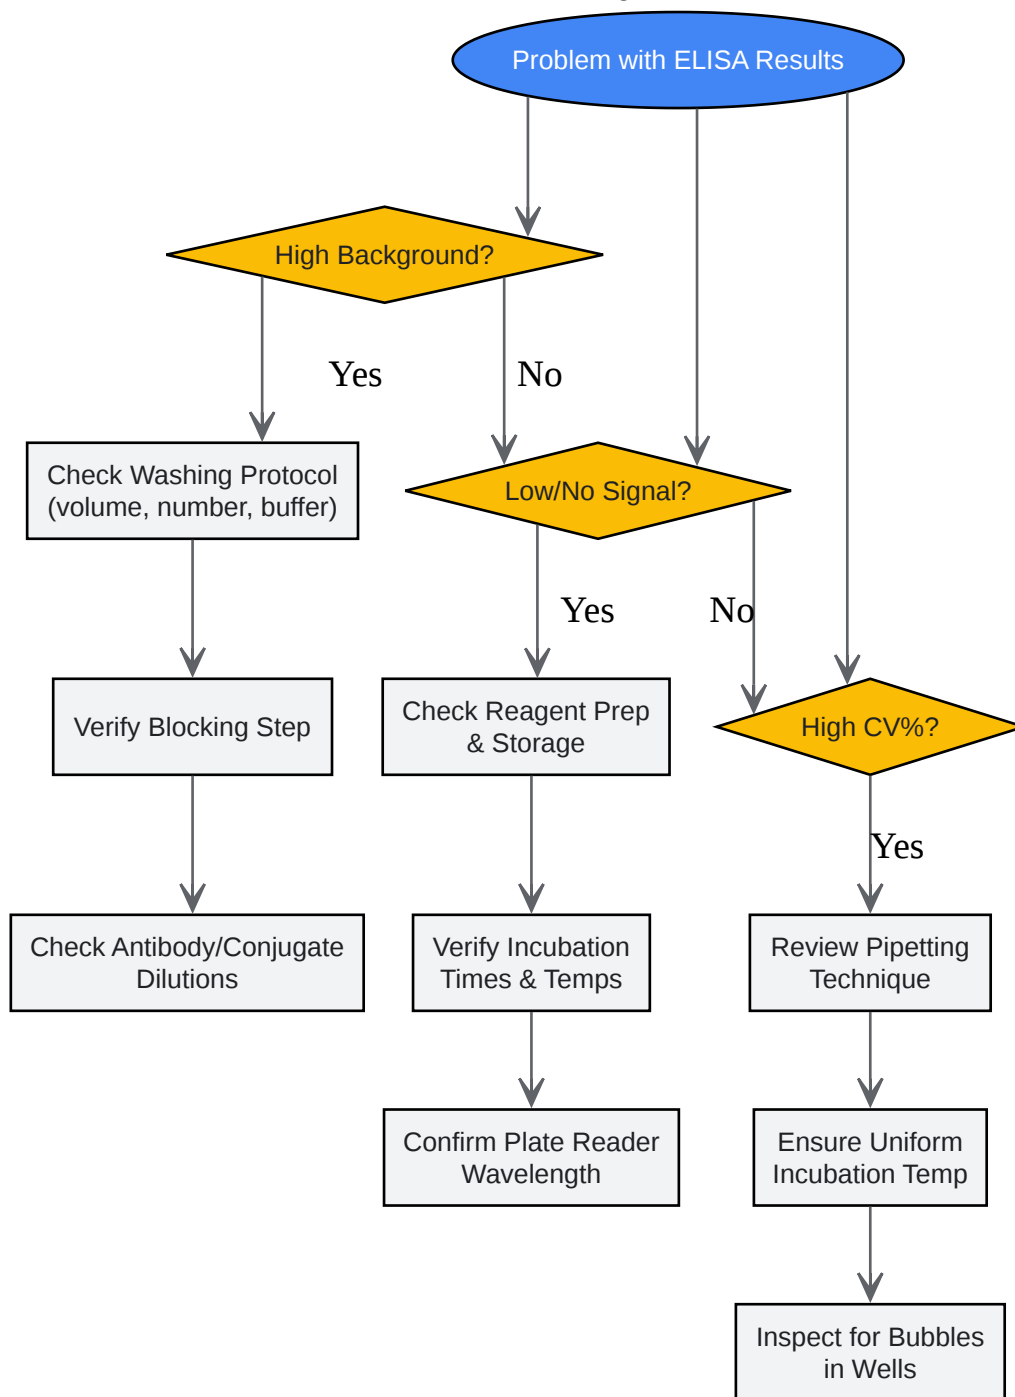 Problem with ELISA Results
High Background?
Yes
No
Check Washing Protocol
(volume, number, buffer)
Low/No Signal?
Yes
No
Verify Blocking Step
Check Reagent Prep
& Storage
High CV%?
Yes
Check Antibody/Conjugate
Dilutions
Verify Incubation
Times & Temps
Review Pipetting
Technique
Confirm Plate Reader
Wavelength
Ensure Uniform
Incubation Temp
Inspect for Bubbles
in Wells